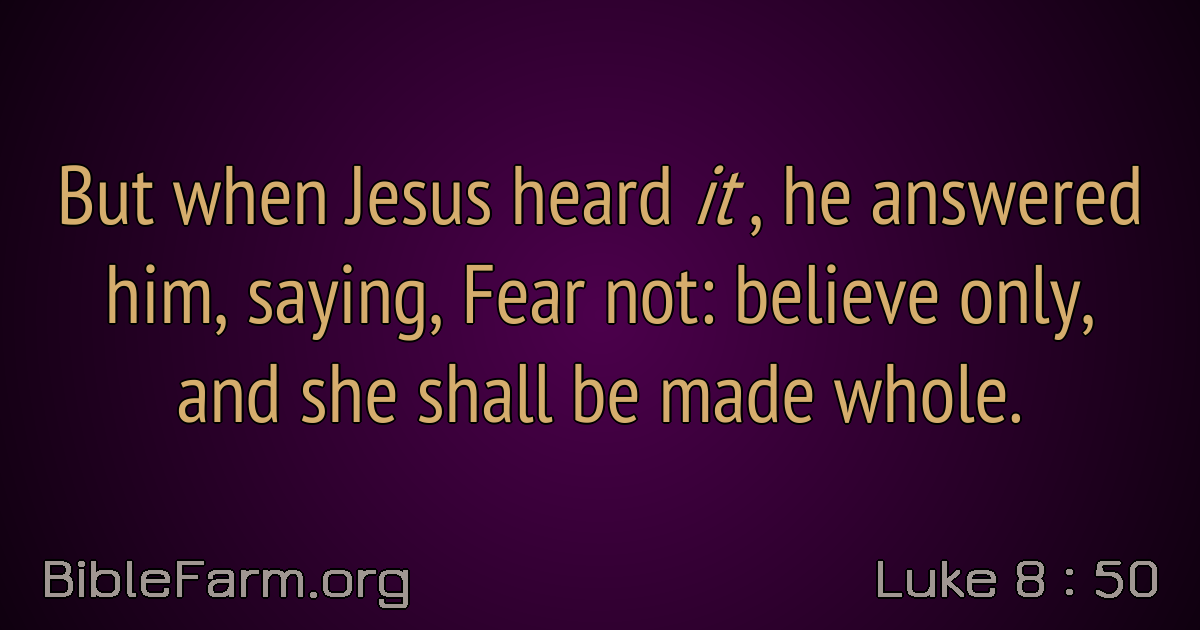 But when Jesus heard it , he answered
him, saying, Fear not: believe only,
and she shall be made whole.
BibleFarm.org
Luke 8 : 50